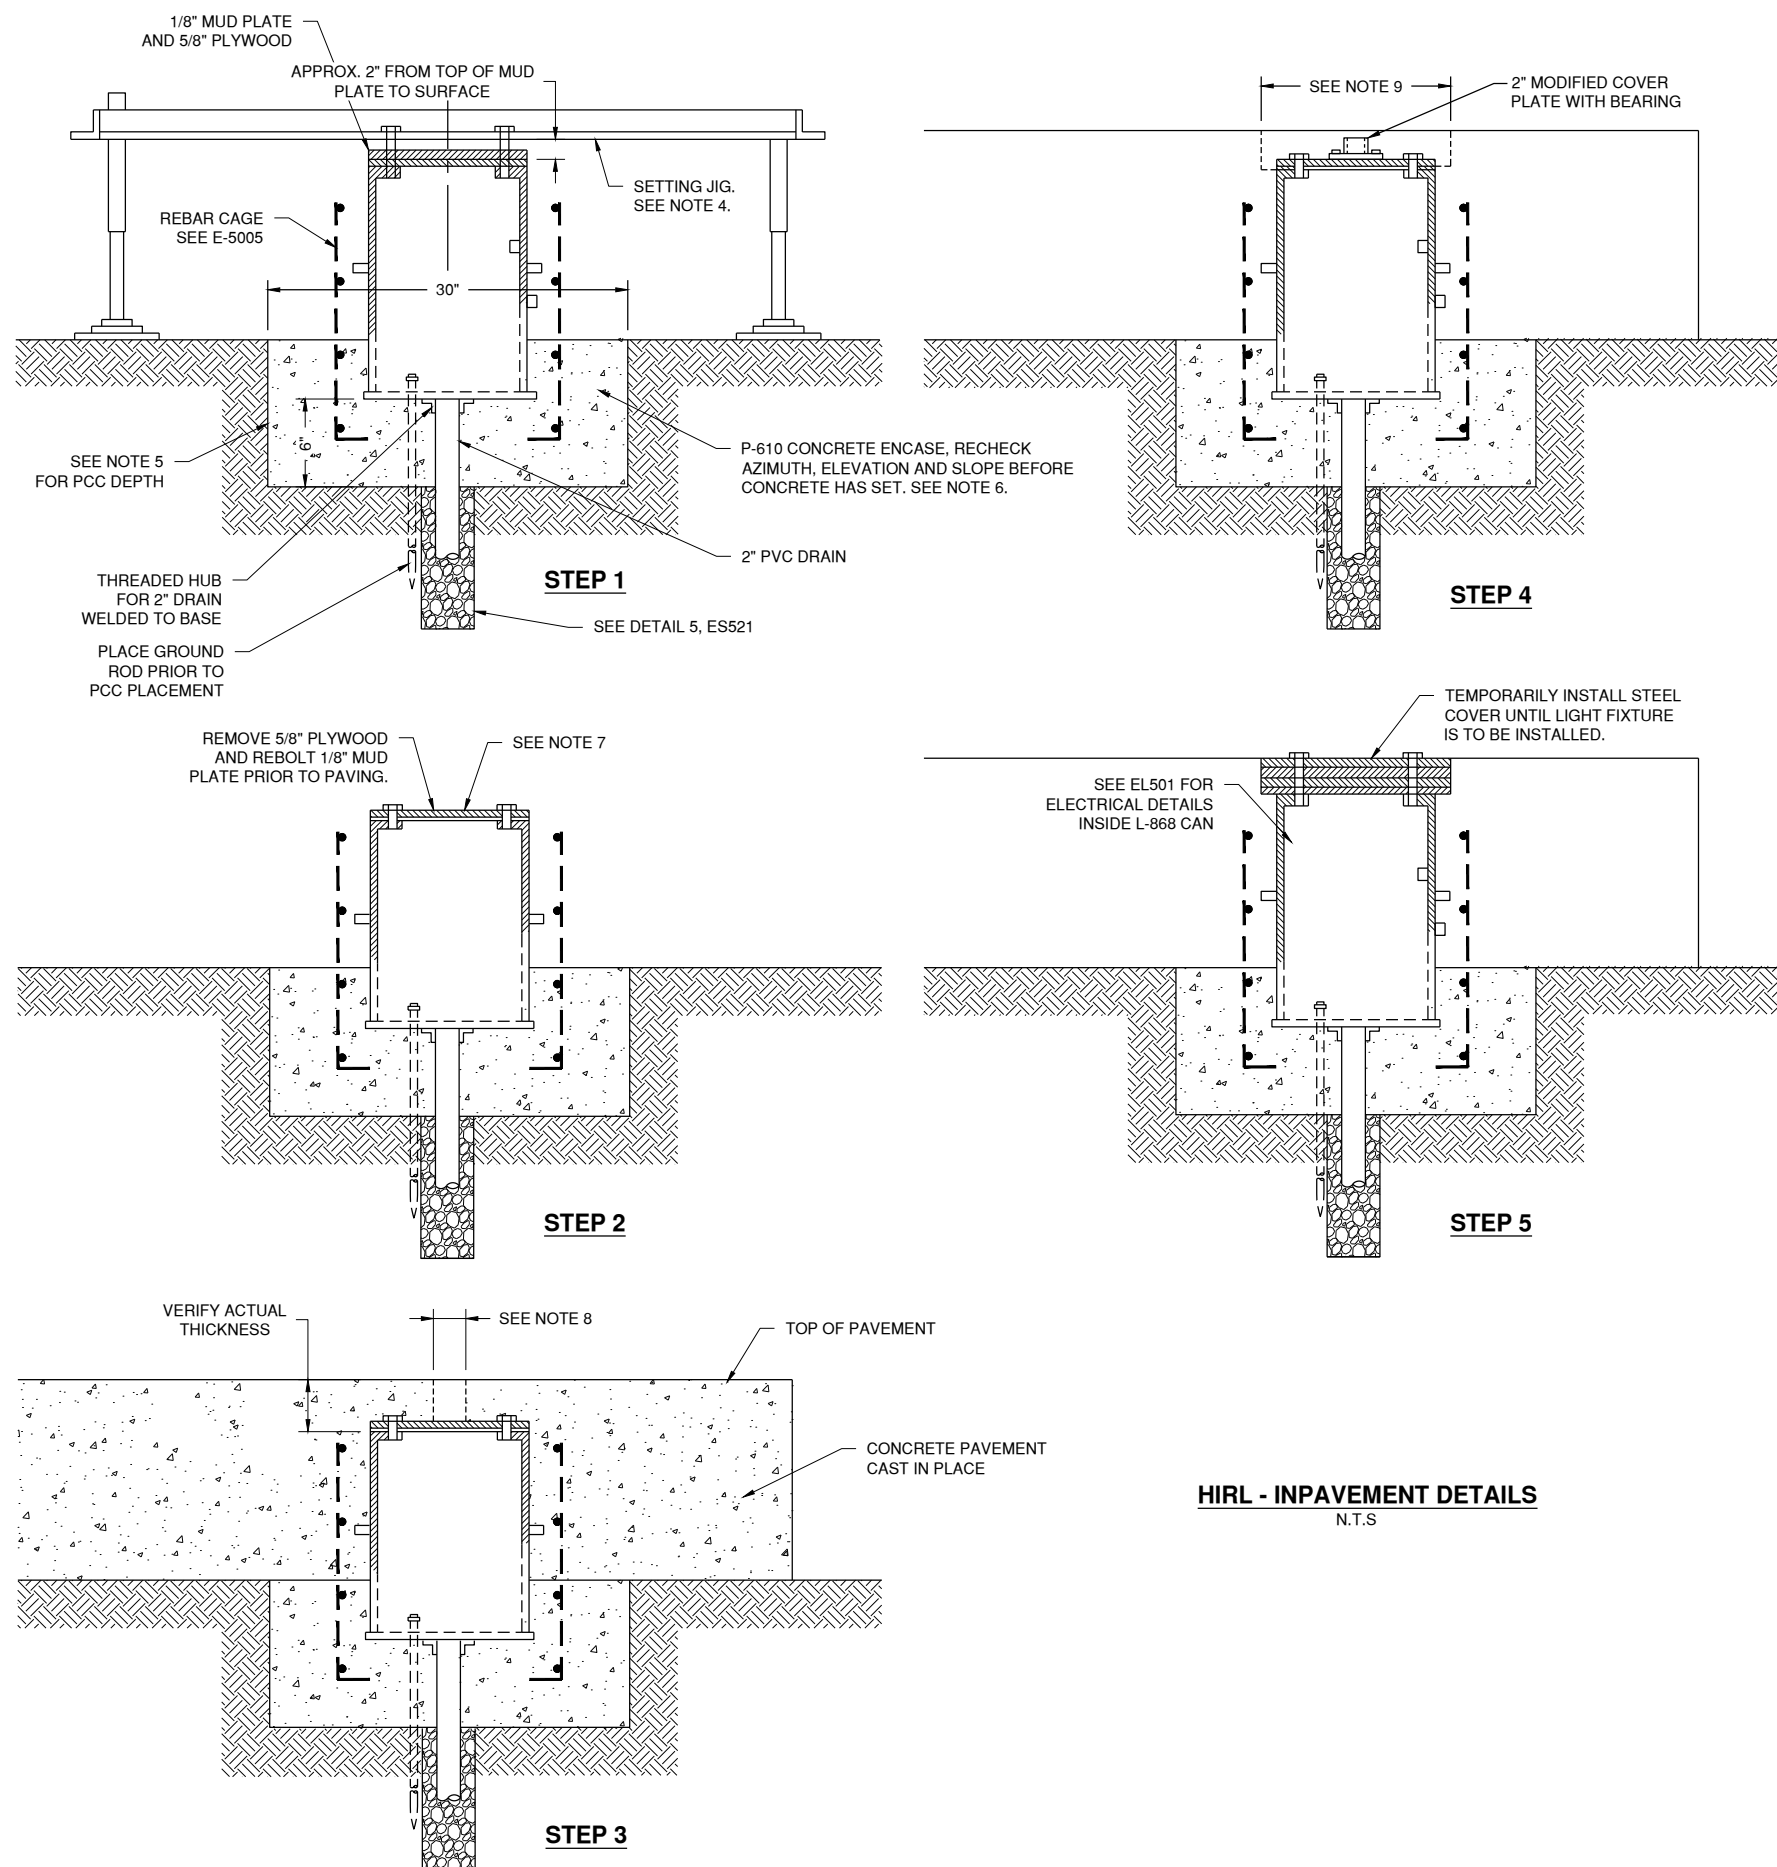 1/8" MUD PLATE
AND 5/8" PLYWOOD
APPROX. 2" FROM TOP OF MUD
PLATE TO SURFACE
SETTING JIG.
SEE NOTE 4.
REBAR CAGE
SEE E-5005
30"
6"
SEE NOTE 5
FOR PCC DEPTH
P-610 CONCRETE ENCASE, RECHECK
AZIMUTH, ELEVATION AND SLOPE BEFORE
CONCRETE HAS SET. SEE NOTE 6.
2" PVC DRAIN
THREADED HUB
FOR 2" DRAIN
WELDED TO BASE
STEP 1
SEE DETAIL 5, ES521
PLACE GROUND
ROD PRIOR TO
PCC PLACEMENT
SEE NOTE 9
2" MODIFIED COVER
PLATE WITH BEARING
STEP 4
REMOVE 5/8" PLYWOOD
AND REBOLT 1/8" MUD
PLATE PRIOR TO PAVING.
SEE NOTE 7
STEP 2
TEMPORARILY INSTALL STEEL
COVER UNTIL LIGHT FIXTURE
IS TO BE INSTALLED.
SEE EL501 FOR
ELECTRICAL DETAILS
INSIDE L-868 CAN
STEP 5
VERIFY ACTUAL
THICKNESS
SEE NOTE 8
TOP OF PAVEMENT
CONCRETE PAVEMENT
CAST IN PLACE
STEP 3
HIRL - INPAVEMENT DETAILS
N.T.S